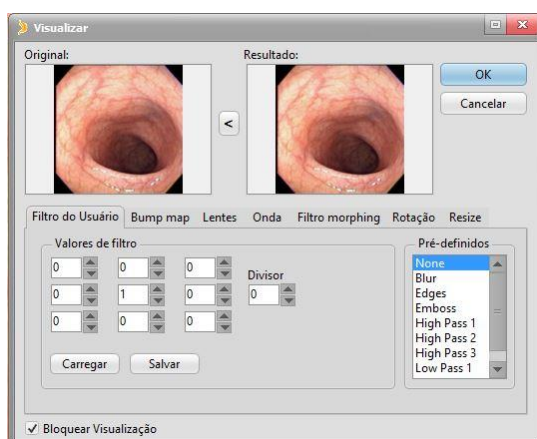 Visualizar
Original:
Resultado:
<
OK
Cancelar
Filtro do Usuário Bump map Lentes Onda Filtro morphing Rotação Resize
Valores de filtro
Pré-definidos
0 0 0
Divisor
0 1 0 0
0 0 0
Carregar Salvar
None
Blur
Edges
Emboss
High Pass 1
High Pass 2
High Pass 3
Low Pass 1
Bloquear Visualização